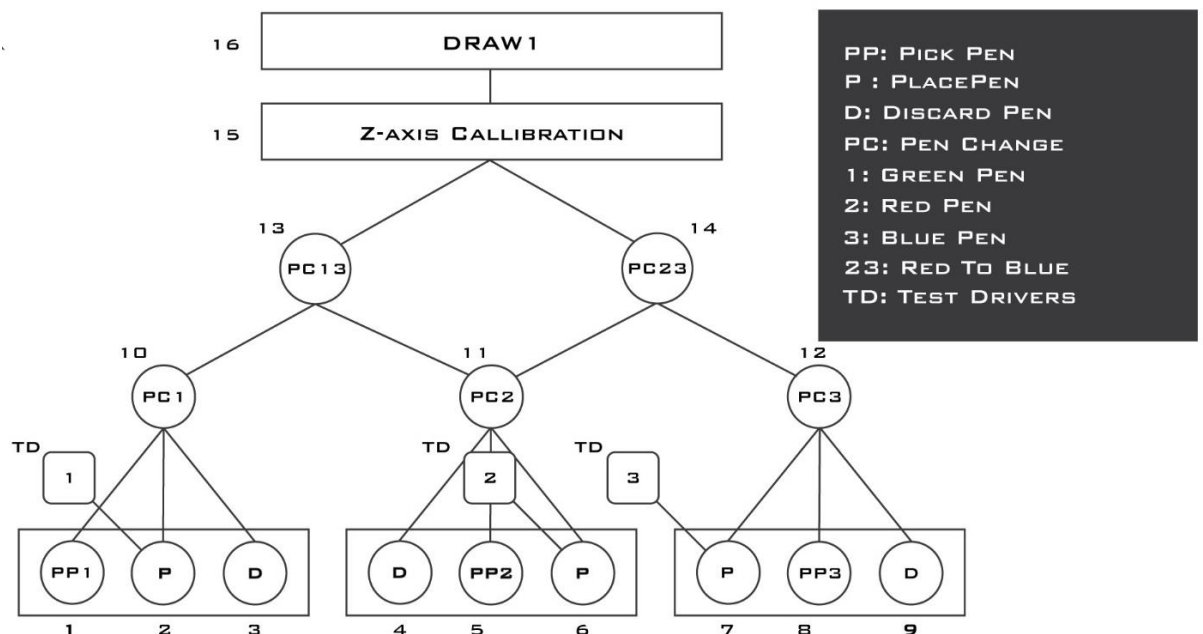 16 DRAW1
15 Z-AXIS CALLIBRATION
13 14
PC13 PC23
10 11 12
PC1 PC2 PC3
TD TD TD
1 2 3
PP1 P D D PP2 P P PP3 D
1 2 3 4 5 6 7 8 9
PP: PICK PEN
P : PLACEPEN
D: DISCARD PEN
PC: PEN CHANGE
1: GREEN PEN
2: RED PEN
3: BLUE PEN
23: RED TO BLUE
TD: TEST DRIVERS